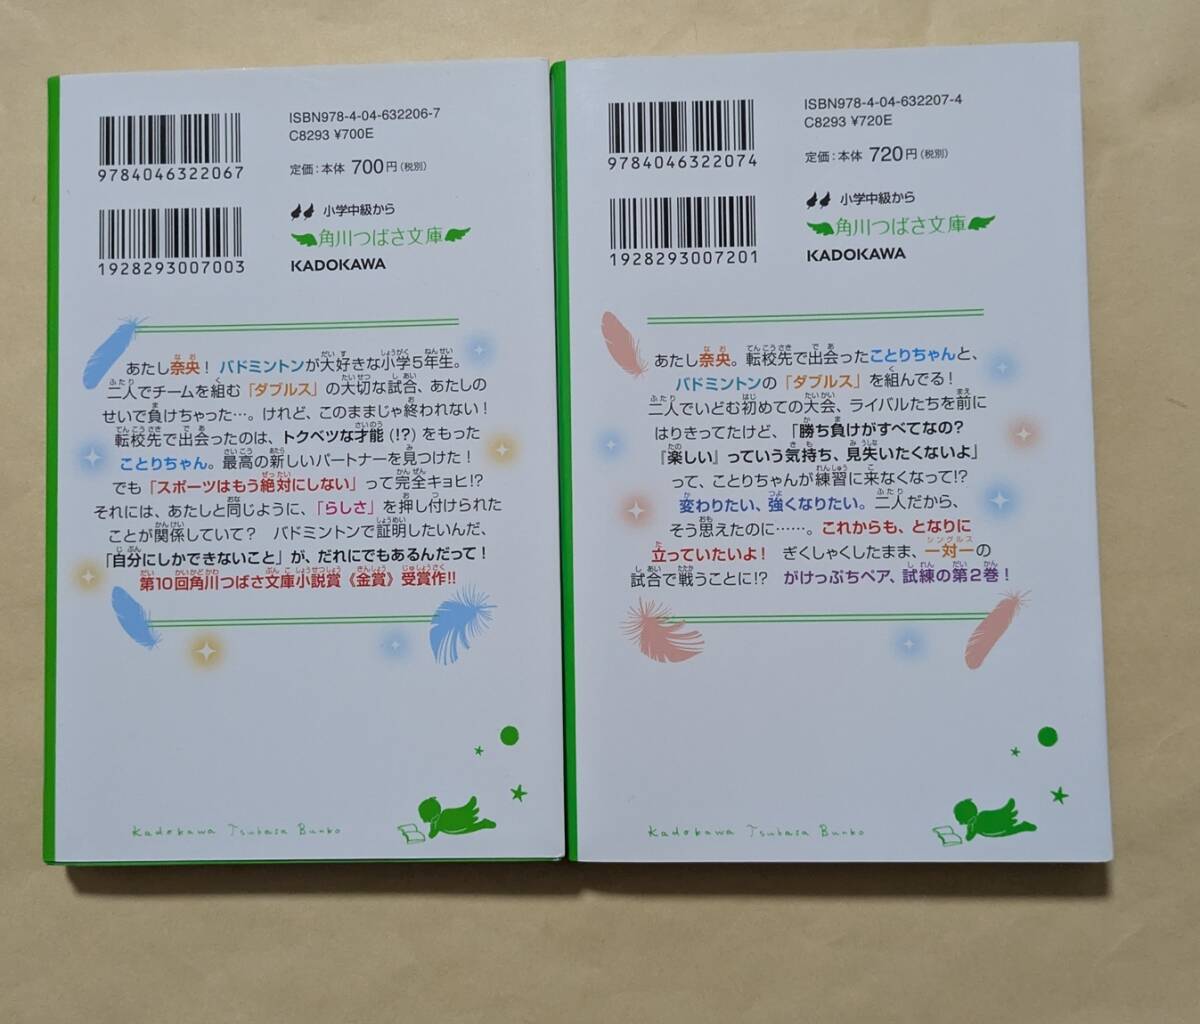 9784046322067
ISBN978-4-04-632206-7
C8293 ¥700E
定価:本体 700円(税別)
1928293007003
小学中級から
角川つばさ文庫
KADOKAWA
あたし奈央! バドミントンが大好きな小学5年生。
二人でチームを組む「ダブルス」の大切な試合、あたしの
せいで負けちゃった…。けれど、このままじゃ終われない!
転校先で出会ったのは、トクベツな才能(!?)をもった
ことりちゃん。最高の新しいパートナーを見つけた!
でも「スポーツはもう絶対にしない」って完全キョヒ!?
それには、あたしと同じように、「らしさ」を押し付けられた
ことが関係していて? バドミントンで証明したいんだ、
「自分にしかできないこと」が、だれにでもあるんだって!
第10回角川つばさ文庫小説賞《金賞》受賞作!!
Kadokawa Tsubasa Bunko
9784046322074
ISBN978-4-04-632207-4
C8293 ¥720E
定価:本体 720円(税別)
1928293007201
小学中級から
角川つばさ文庫
KADOKAWA
あたし奈央。転校先で出会ったことりちゃんと、
バドミントンの「ダブルス」を組んでる!
二人でいどむ初めての大会、ライバルたちを前に
はりきってたけど、「勝ち負けがすべてなの?
『楽しい』っていう気持ち、見失いたくないよ」
って、ことりちゃんが練習に来なくなって!?
変わりたい、強くなりたい。二人だから、
そう思えたのに……。これからも、となりに
立っていたいよ! ぎくしゃくしたまま、一対一の
試合で戦うことに!? がけっぷちペア、試練の第2巻!
Kadokawa Tsubasa Bunko